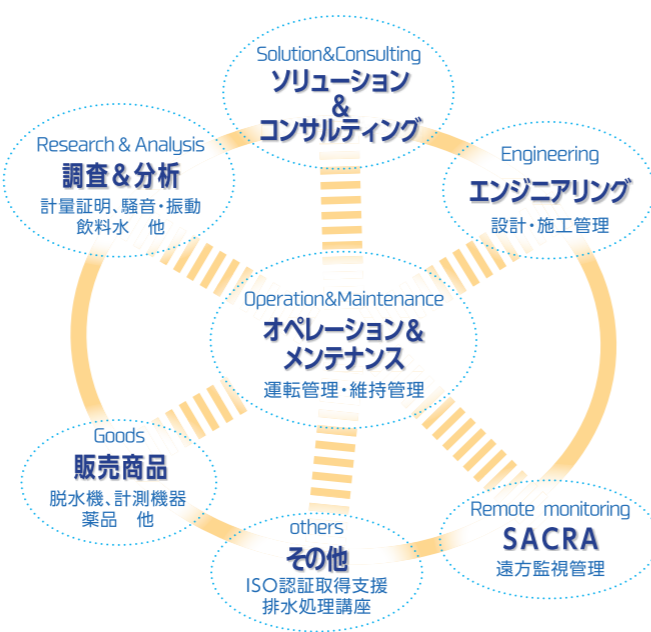 Solution&Consulting
ソリューション
&
コンサルティング
Research & Analysis
調査&分析
計量証明、騒音・振動
飲料水 他
Engineering
エンジニアリング
設計・施工管理
Operation&Maintenance
オペレーション&
メンテナンス
運転管理・維持管理
Goods
販売商品
脱水機、計測機器
薬品 他
others
その他
ISO認証取得支援
排水処理講座
Remote monitoring
SACRA
遠方監視管理